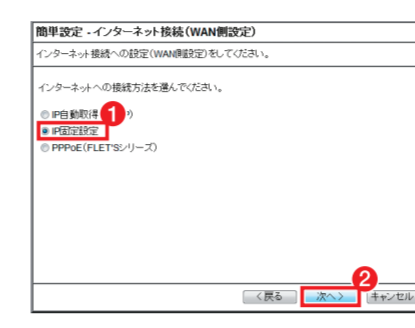 簡単設定 - インターネット接続(WAN側設定)
インターネット接続への設定(WAN側設定)をしてください。
インターネットへの接続方法を選んでください。
IP自動取得
1
IP固定設定
PPPoE(FLET'Sシリーズ)
2
<戻る
次へ>
キャンセル